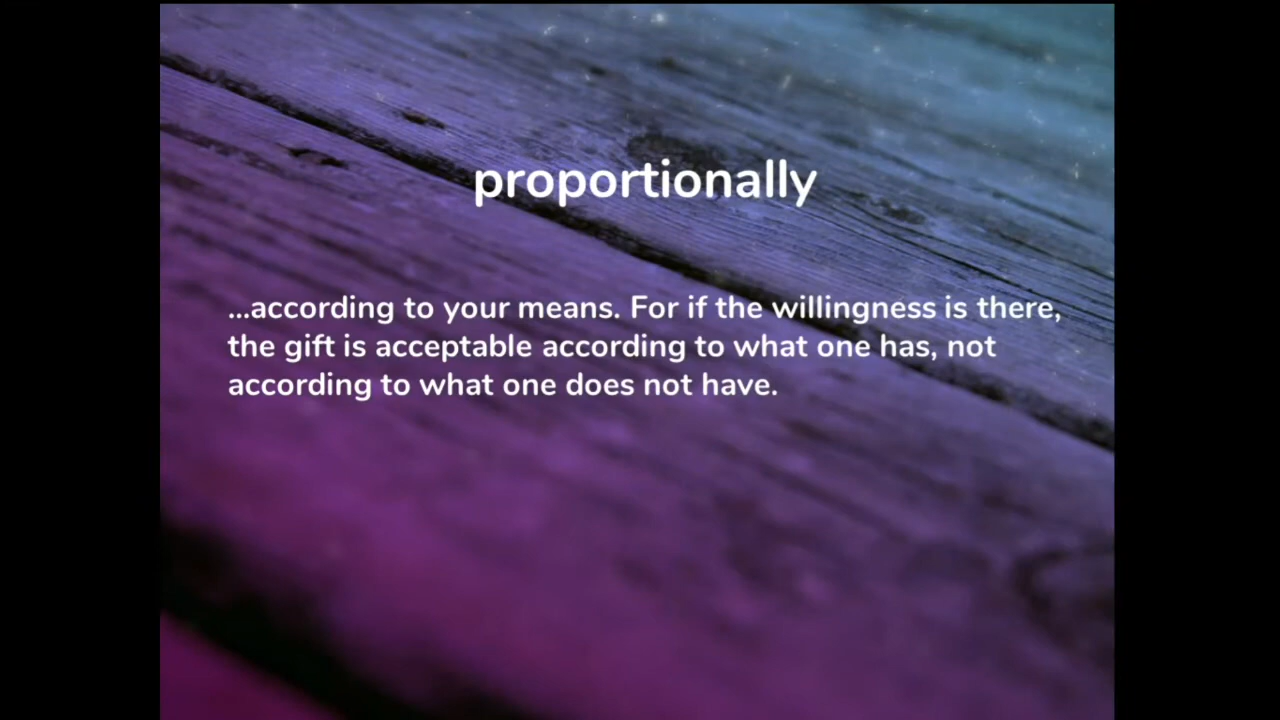 proportionally
...according to your means. For if the willingness is there,
the gift is acceptable according to what one has, not
according to what one does not have.